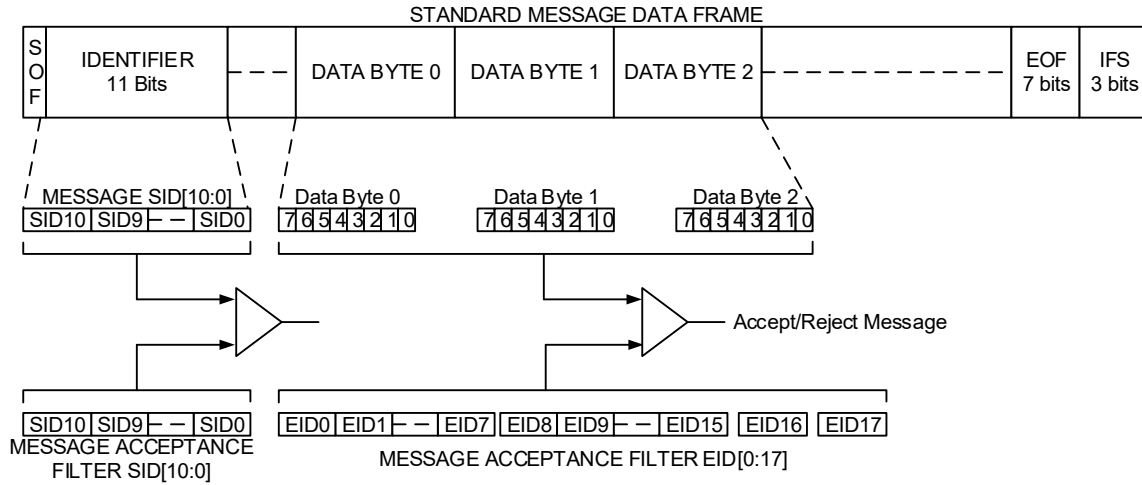 STANDARD MESSAGE DATA FRAME
S
O
F
IDENTIFIER
11 Bits
DATA BYTE 0
DATA BYTE 1
DATA BYTE 2
EOF
7 bits
IFS
3 bits
MESSAGE SID[10:0]
SID10 SID9 SID0
Data Byte 0
7 6 5 4 3 2 1 0
Data Byte 1
7 6 5 4 3 2 1 0
Data Byte 2
7 6 5 4 3 2 1 0
Accept/Reject Message
SID10 SID9 SID0
MESSAGE ACCEPTANCE
FILTER SID[10:0]
EID0 EID1 EID7 EID8 EID9 EID15 EID16 EID17
MESSAGE ACCEPTANCE FILTER EID[0:17]